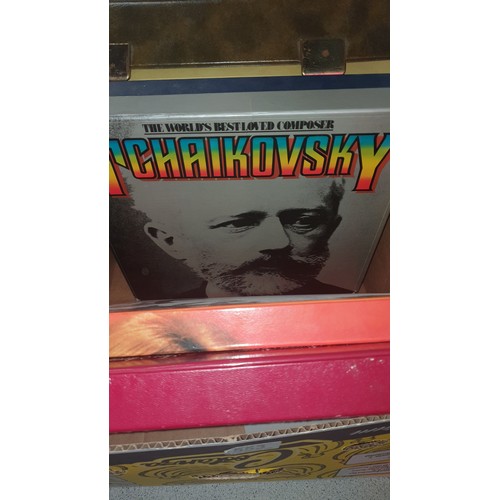 THE WORLD'S BEST LOVED COMPOSER
TCHAIKOVSKY